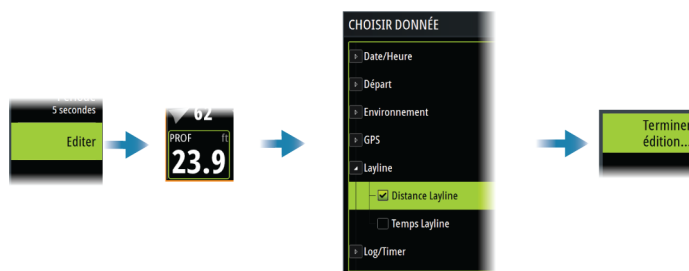 5 secondes
Editer
62
PROF ft
23.9
CHOISIR DONNÉE
Date/Heure
Départ
Environnement
GPS
Layline
Distance Layline
Temps Layline
Log/Timer
Terminer
édition...